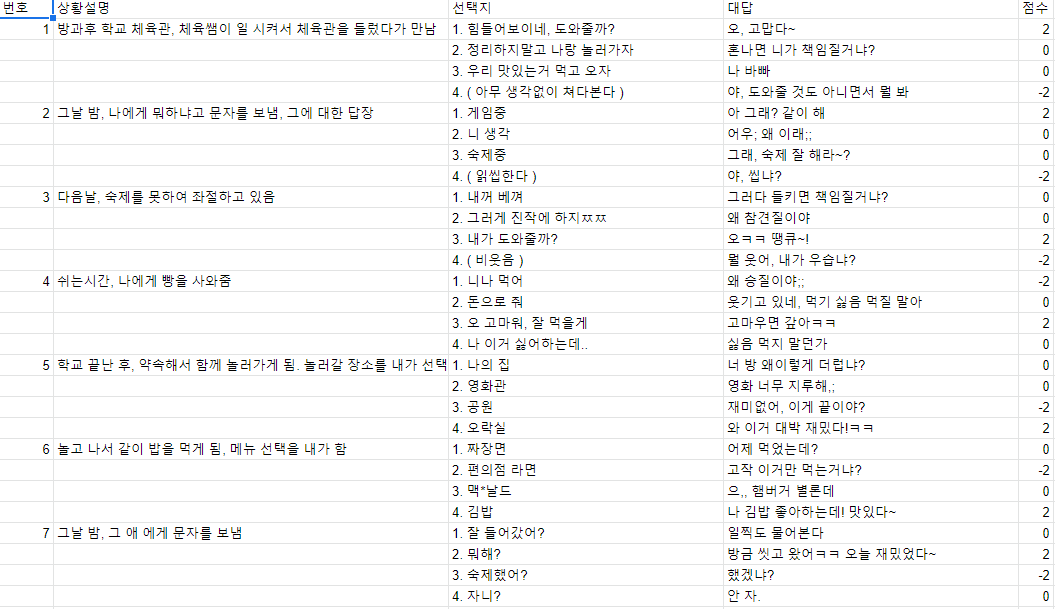 번호 상황설명 선택지 대답 점수
1 방과후 학교 체육관, 체육쌤이 일 시켜서 체육관을 들렀다가 만남 1. 힘들어보이네, 도와줄까? 오, 고맙다~ 2
2. 정리하지말고 나랑 놀러가자 혼나면 니가 책임질거냐? 0
3. 우리 맛있는거 먹고 오자 나 바빠 0
4. ( 아무 생각없이 쳐다본다 ) 야, 도와줄 것도 아니면서 뭘 봐 -2
2 그날 밤, 나에게 뭐하냐고 문자를 보냄, 그에 대한 답장 1. 게임중 아 그래? 같이 해 2
2. 니 생각 어우; 왜 이래;; 0
3. 숙제중 그래, 숙제 잘 해라~? 0
4. ( 읽씹한다 ) 야, 씹냐? -2
3 다음날, 숙제를 못하여 좌절하고 있음 1. 내꺼 베껴 그러다 들키면 책임질거냐? 0
2. 그러게 진작에 하지ㅉㅉ 왜 참견질이야 0
3. 내가 도와줄까? 오ㅋㅋ 땡큐~! 2
4. ( 비웃음 ) 뭘 웃어, 내가 우습냐? -2
4 쉬는시간, 나에게 빵을 사와줌 1. 니나 먹어 왜 승질이야;; -2
2. 돈으로 줘 웃기고 있네, 먹기 싫음 먹질 말아 0
3. 오 고마워, 잘 먹을게 고마우면 갚아ㅋㅋ 2
4. 나 이거 싫어하는데.. 싫음 먹지 말던가 0
5 학교 끝난 후, 약속해서 함께 놀러가게 됨. 놀러갈 장소를 내가 선택 1. 나의 집 너 방 왜이렇게 더럽냐? 0
2. 영화관 영화 너무 지루해,; 0
3. 공원 재미없어, 이게 끝이야? -2
4. 오락실 와 이거 대박 재밌다!ㅋㅋ 2
6 놀고 나서 같이 밥을 먹게 됨, 메뉴 선택을 내가 함 1. 짜장면 어제 먹었는데? 0
2. 편의점 라면 고작 이거만 먹는거냐? -2
3. 맥*날드 으,, 햄버거 별론데 0
4. 김밥 나 김밥 좋아하는데! 맛있다~ 2
7 그날 밤, 그 애 에게 문자를 보냄 1. 잘 들어갔어? 일찍도 물어본다 0
2. 뭐해? 방금 씻고 왔어ㅋㅋ 오늘 재밌었다~ 2
3. 숙제했어? 했겠냐? -2
4. 자니? 안 자. 0